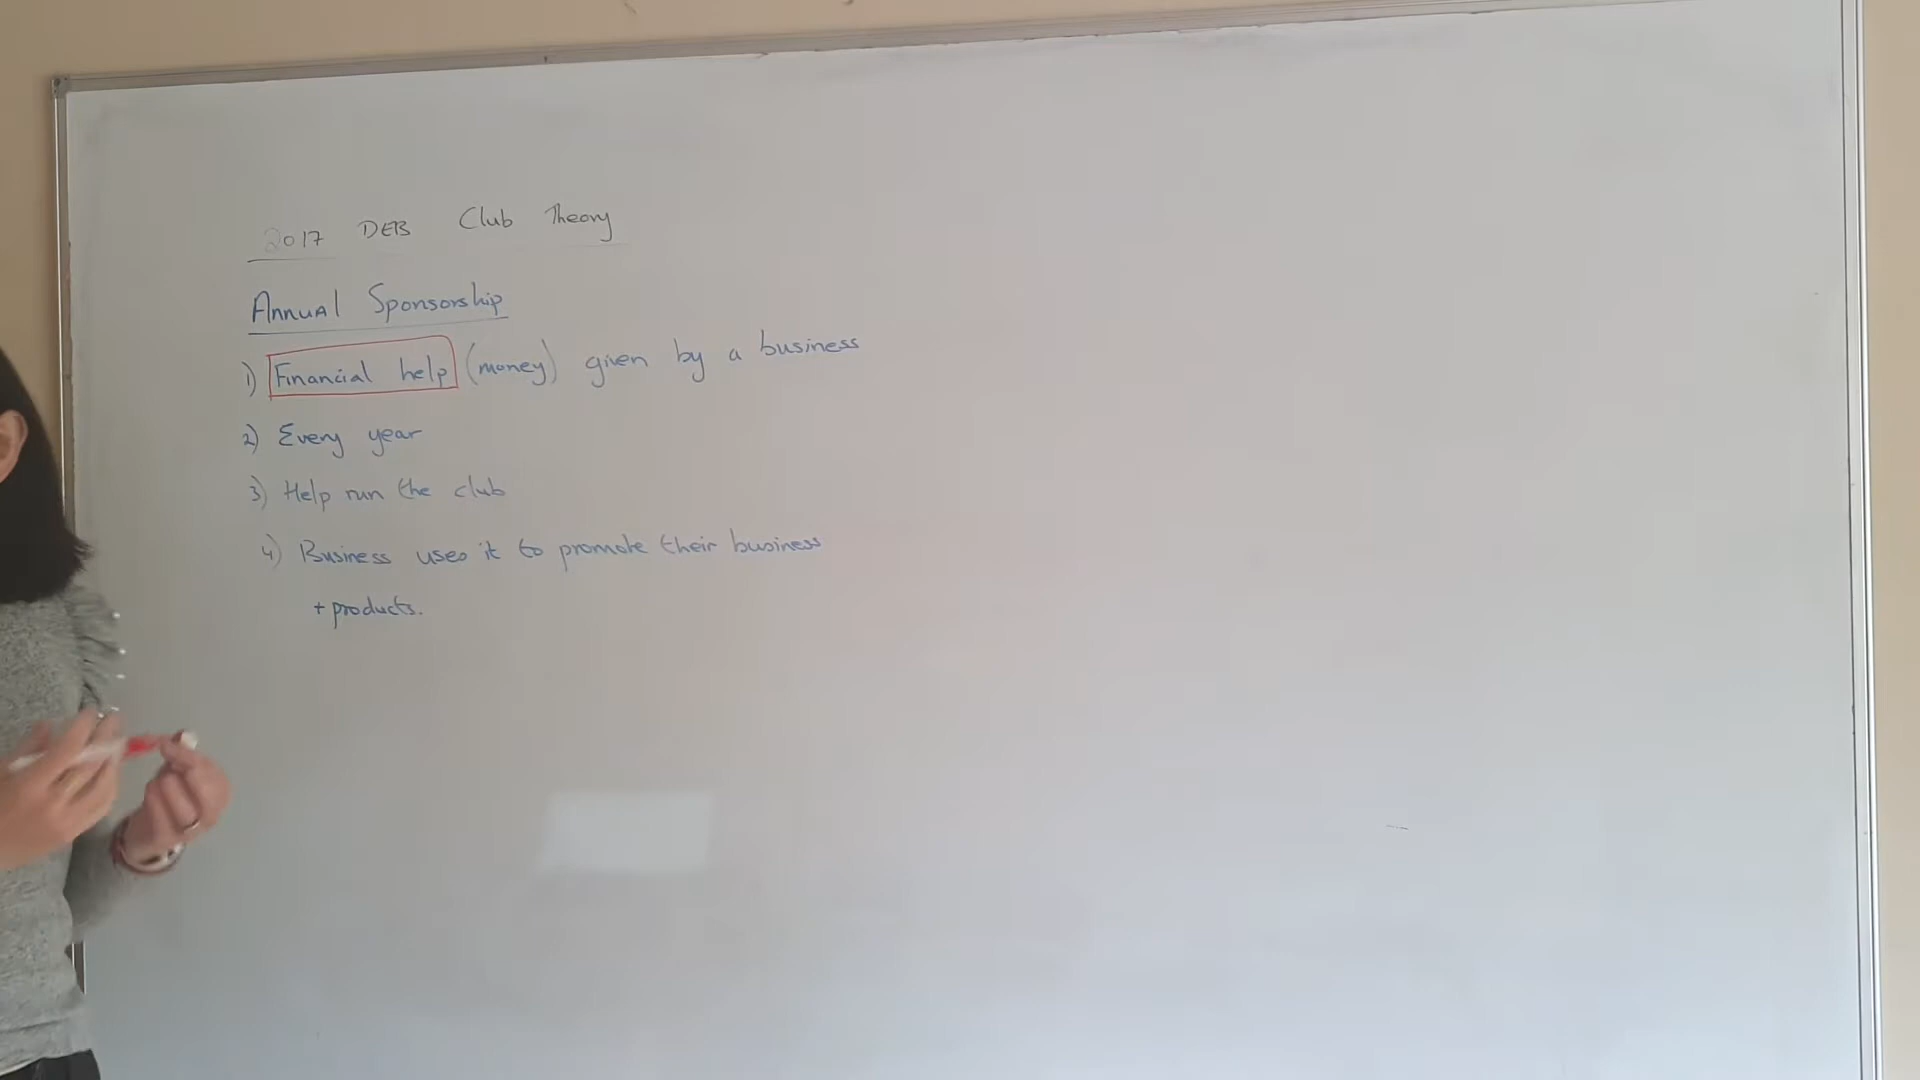 2017 DEB Club Theory
Annual Sponsorship
1) Financial help (money) given by a business
2) Every year
3) Help run the club
4) Business uses it to promote their business
+ products.